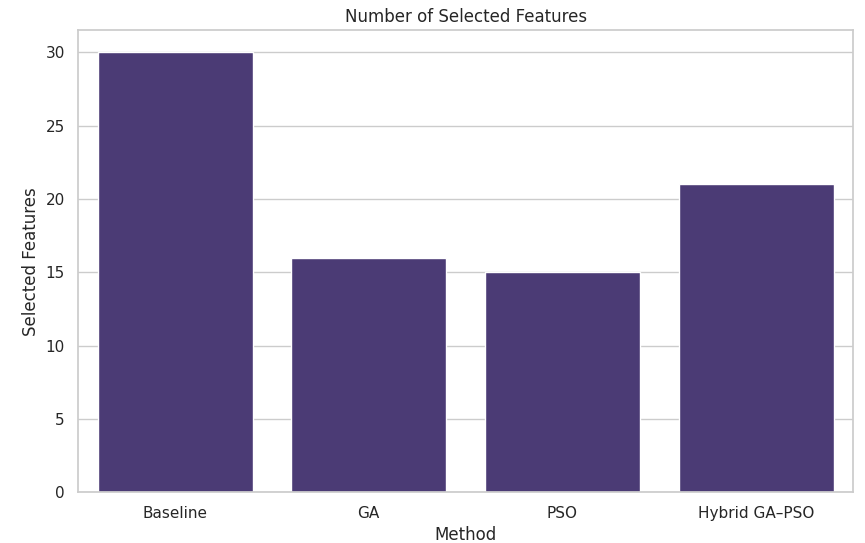 Number of Selected Features
30
25
20
15
10
5
0
Selected Features
Baseline
GA
PSO
Hybrid GA–PSO
Method